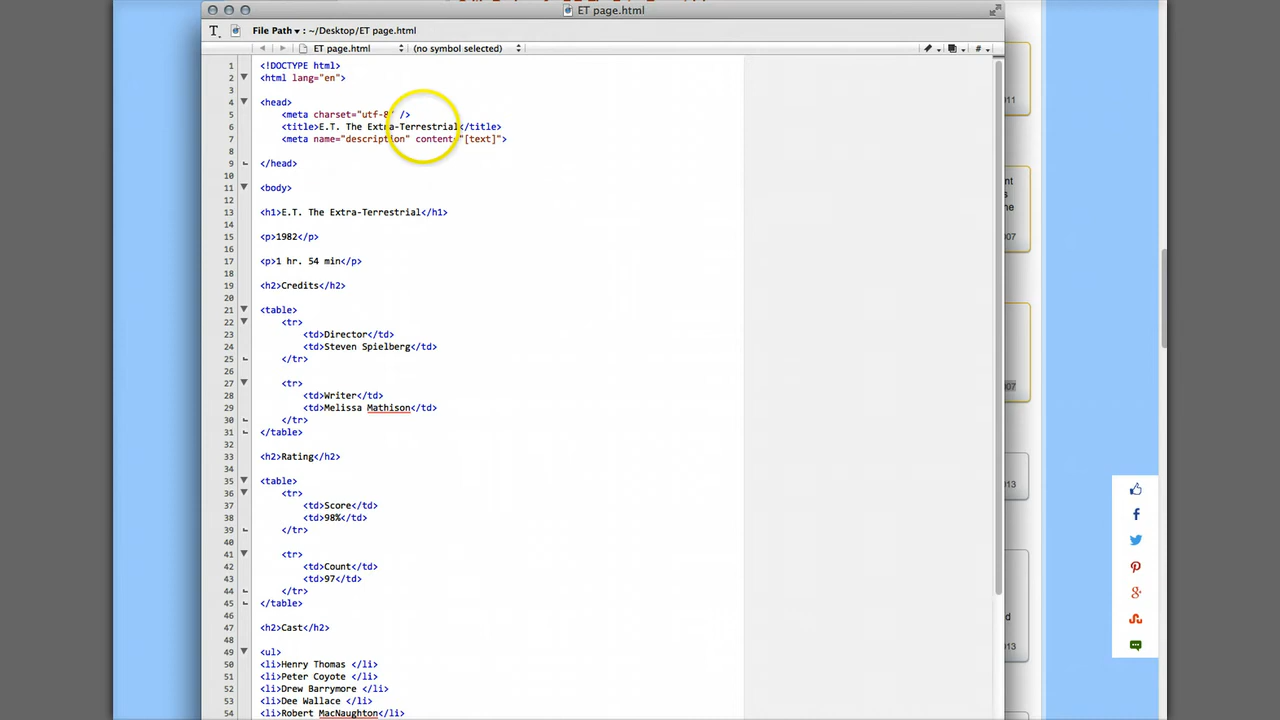 ET page.html
File Path : ~/Desktop/ET page.html
ET page.html (no symbol selected) #
1 <!DOCTYPE html>
2 <html lang="en">
3
4 <head>
5 <meta charset="utf-8" />
6 <title>E.T. The Extra-Terrestrial</title>
7 <meta name="description" content="[text]">
8
9 </head>
10
11 <body>
12
13 <h1>E.T. The Extra-Terrestrial</h1>
14
15 <p>1982</p>
16
17 <p>1 hr. 54 min</p>
18
19 <h2>Credits</h2>
20
21 <table>
22 <tr>
23 <td>Director</td>
24 <td>Steven Spielberg</td>
25 </tr>
26
27 <tr>
28 <td>Writer</td>
29 <td>Melissa Mathison</td>
30 </tr>
31 </table>
32
33 <h2>Rating</h2>
34
35 <table>
36 <tr>
37 <td>Score</td>
38 <td>98%</td>
39 </tr>
40
41 <tr>
42 <td>Count</td>
43 <td>97</td>
44 </tr>
45 </table>
46
47 <h2>Cast</h2>
48
49 <ul>
50 <li>Henry Thomas </li>
51 <li>Peter Coyote </li>
52 <li>Drew Barrymore </li>
53 <li>Dee Wallace </li>
54 <li>Robert MacNaughton</li>